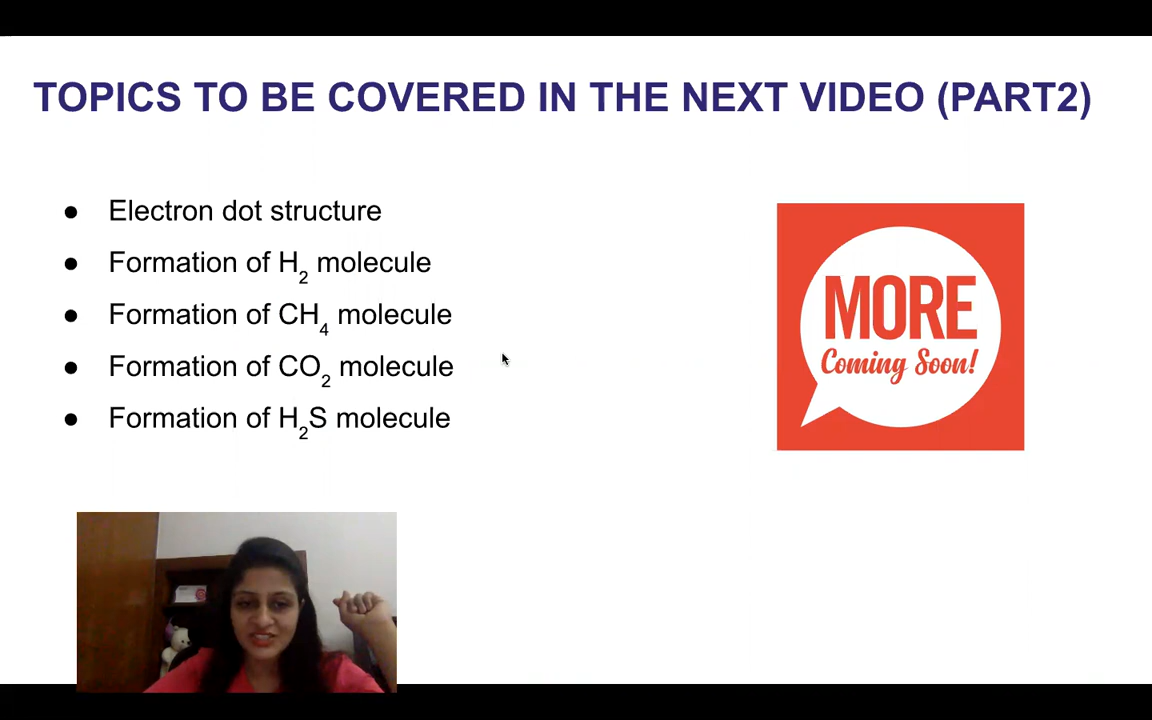 TOPICS TO BE COVERED IN THE NEXT VIDEO (PART2)
● Electron dot structure
● Formation of H₂ molecule
● Formation of CH₄ molecule
● Formation of CO₂ molecule
● Formation of H₂S molecule
MORE
Coming Soon!